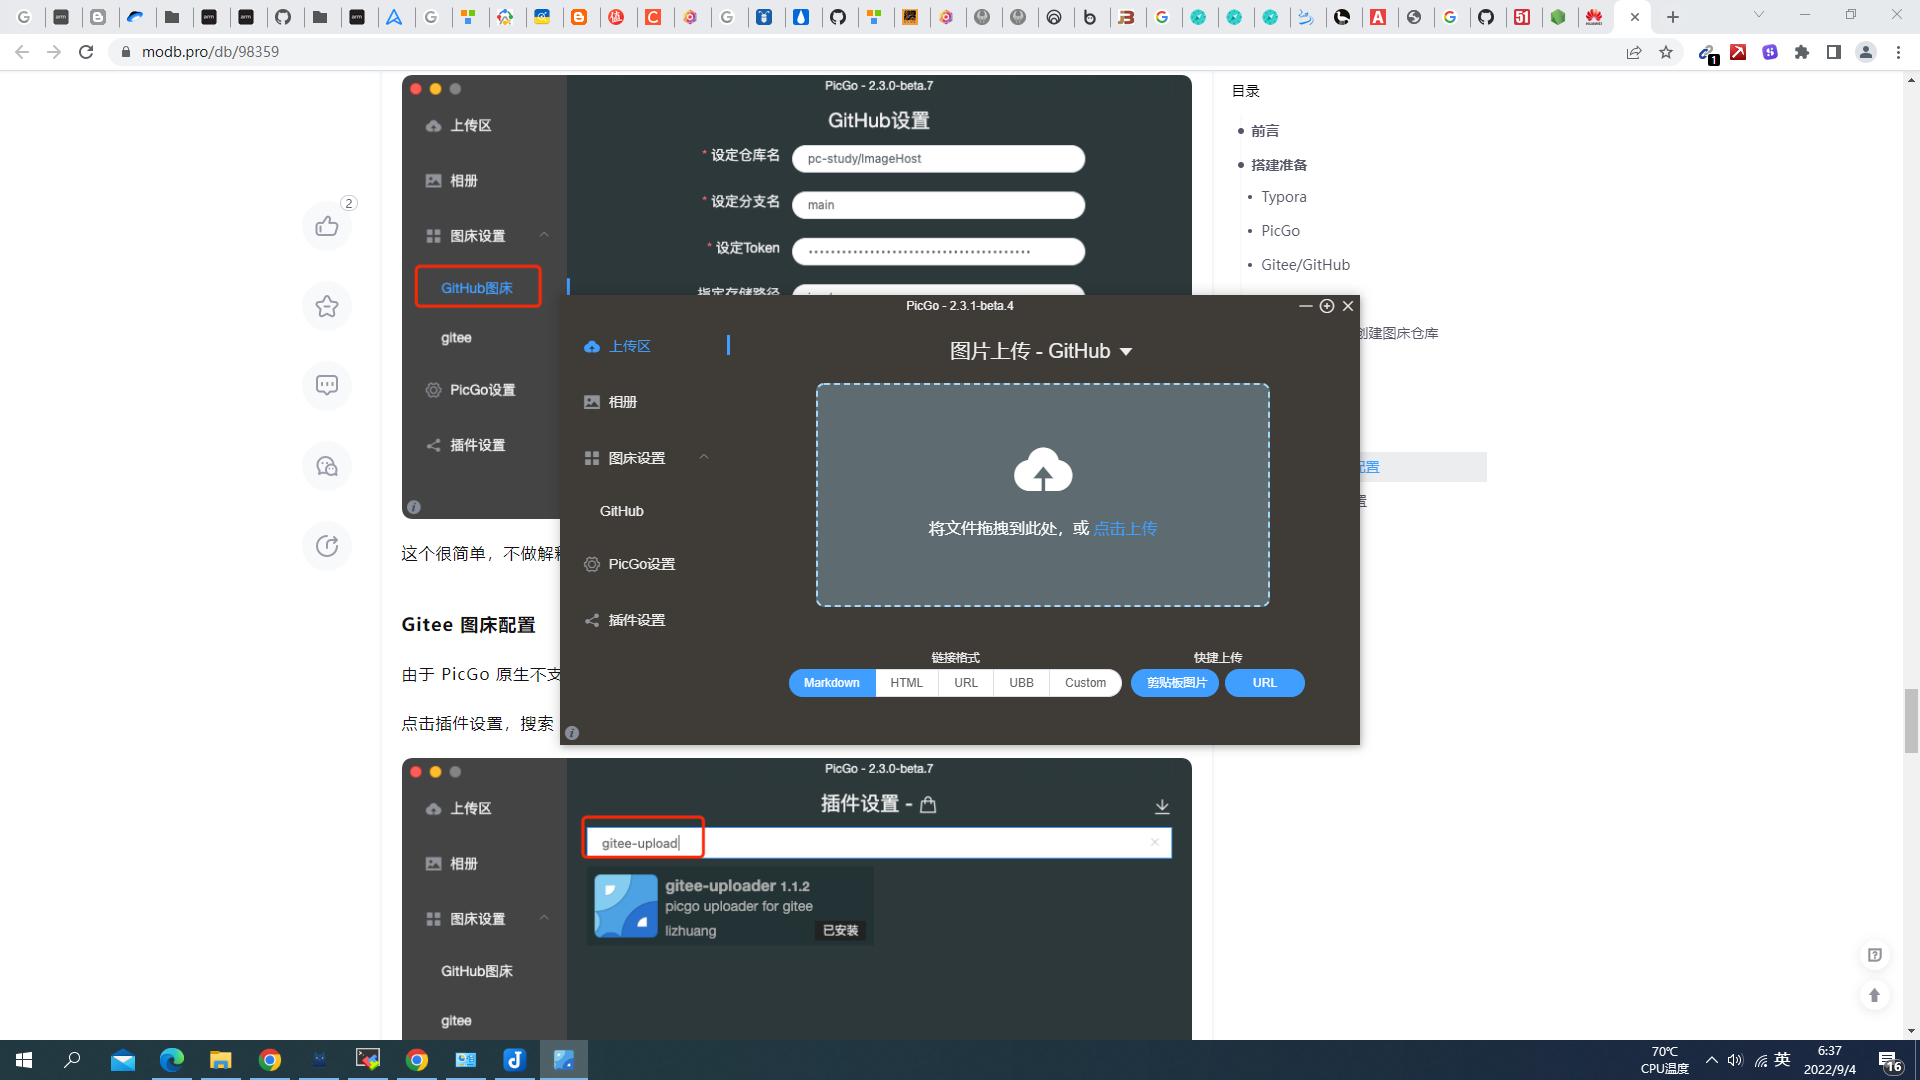 modb.pro/db/98359
1
PicGo - 2.3.0-beta.7
GitHub设置
上传区
相册
图床设置
GitHub图床
gitee
PicGo设置
插件设置
* 设定仓库名
pc-study/ImageHost
* 设定分支名
main
* 设定Token
指定存储路径
2
目录
前言
搭建准备
Typora
PicGo
Gitee/GitHub
创建图床仓库
配置
置
这个很简单，不做解释
Gitee 图床配置
由于 PicGo 原生不支
点击插件设置，搜索
PicGo - 2.3.1-beta.4
上传区
相册
图床设置
GitHub
PicGo设置
插件设置
图片上传 - GitHub
将文件拖拽到此处，或 点击上传
链接格式
Markdown
HTML
URL
UBB
Custom
快捷上传
剪贴板图片
URL
PicGo - 2.3.0-beta.7
上传区
相册
图床设置
GitHub图床
gitee
插件设置 -
gitee-upload
gitee-uploader 1.1.2
picgo uploader for gitee
lizhuang
已安装
70℃
CPU温度
英
6:37
2022/9/4
16